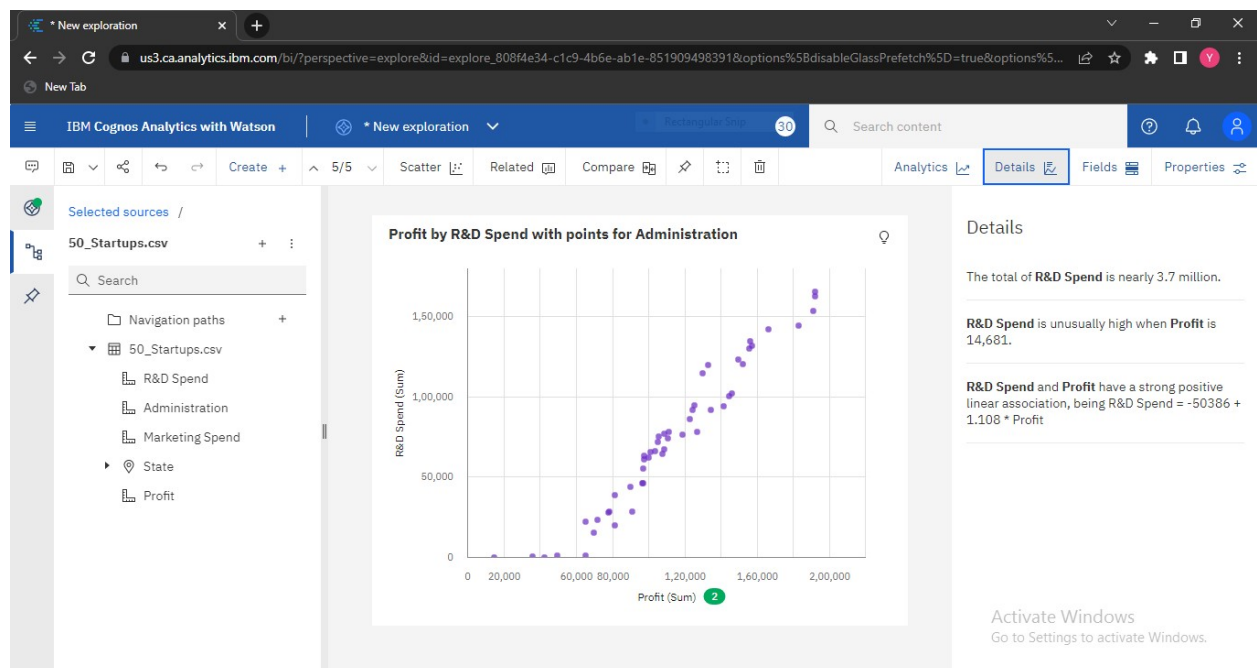 * New exploration
us3.ca.analytics.ibm.com/bi/?perspective=explore&id=explore_808f4e34-c1c9-4b6e-ab1e-851909498391&options%5BdisableGlassPrefetch%5D=true&options%5...
Y
New Tab
IBM Cognos Analytics with Watson
* New exploration
Rectangular Snip
30
Search content
Create +
5/5
Scatter
Related
Compare
Analytics
Details
Fields
Properties
Selected sources /
50_Startups.csv
Search
Navigation paths
50_Startups.csv
R&D Spend
Administration
Marketing Spend
State
Profit
Profit by R&D Spend with points for Administration
R&D Spend (Sum)
1,50,000
1,00,000
50,000
0
0 20,000 60,000 80,000 1,20,000 1,60,000 2,00,000
Profit (Sum) 2
Details
The total of R&D Spend is nearly 3.7 million.
R&D Spend is unusually high when Profit is
14,681.
R&D Spend and Profit have a strong positive
linear association, being R&D Spend = -50386 +
1.108 * Profit
Activate Windows
Go to Settings to activate Windows.